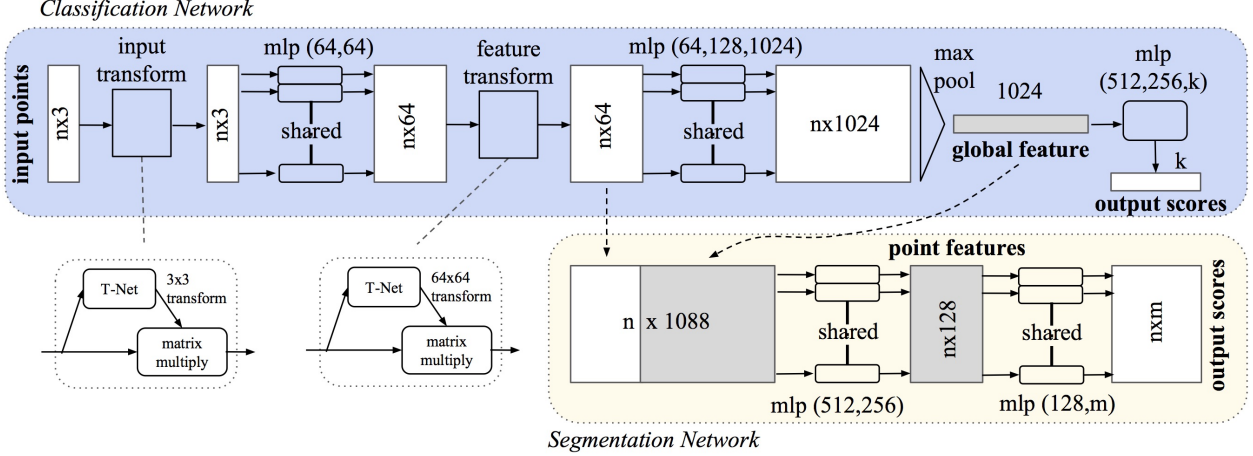 Classification Network
input points
nx3
input
transform
nx3
mlp (64,64)
shared
nx64
feature
transform
nx64
mlp (64,128,1024)
shared
nx1024
max
pool
1024
global feature
mlp
(512,256,k)
k
output scores
T-Net
3x3
transform
matrix
multiply
T-Net
64x64
transform
matrix
multiply
point features
n x 1088
shared
mlp (512,256)
nx128
shared
mlp (128,m)
nxm
output scores
Segmentation Network